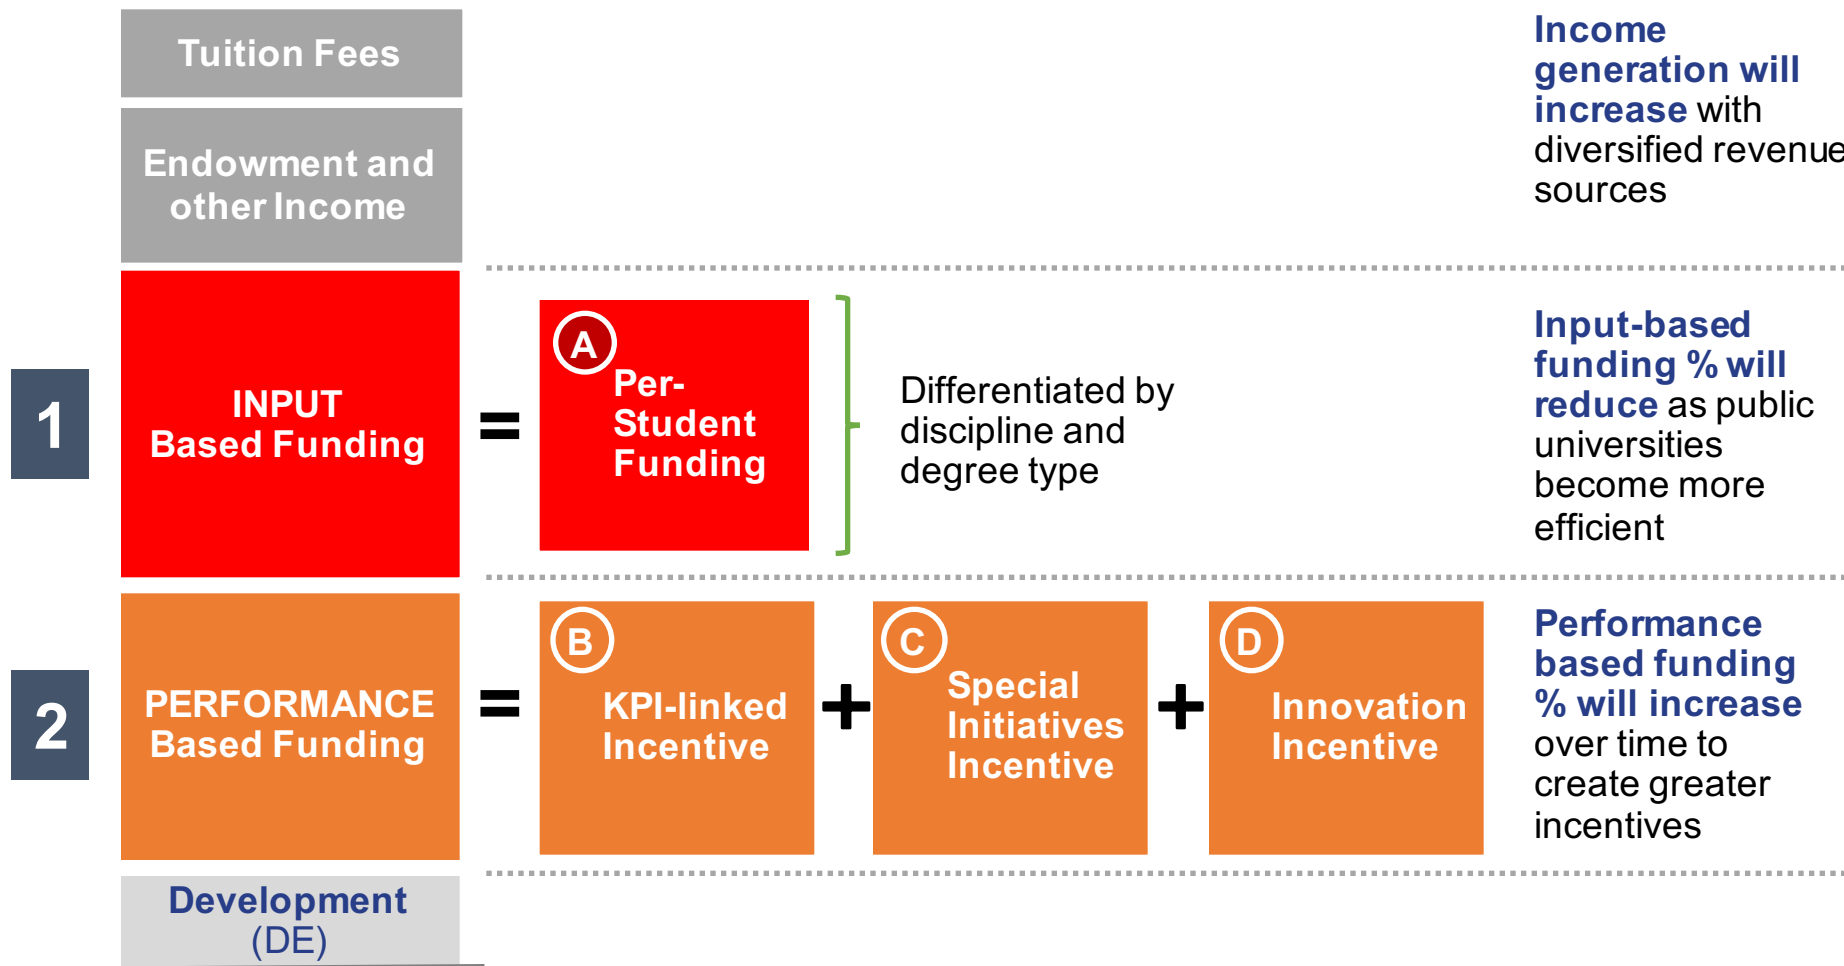 Tuition Fees
Endowment and
other Income
Income
generation will
increase with
diversified revenue
sources
1
INPUT
Based Funding
=
A
Per-
Student
Funding
Differentiated by
discipline and
degree type
Input-based
funding % will
reduce as public
universities
become more
efficient
2
PERFORMANCE
Based Funding
=
B
KPI-linked
Incentive
+
C
Special
Initiatives
Incentive
+
D
Innovation
Incentive
Performance
based funding
% will increase
over time to
create greater
incentives
Development
(DE)